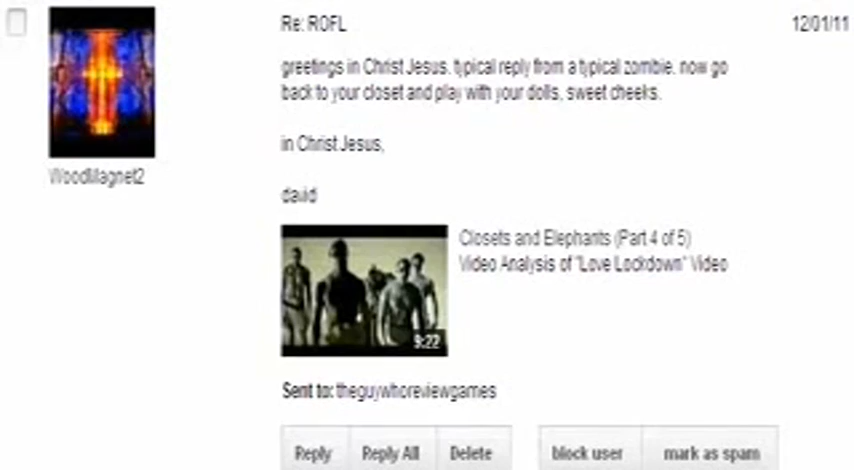 Re: ROFL
12/01/11
greetings in Christ Jesus. typical reply from a typical zombie. now go
back to your closet and play with your dolls, sweet cheeks.
in Christ Jesus,
david
WoodMagnet2
Closets and Elephants (Part 4 of 5)
Video Analysis of "Love Lockdown" Video
9:22
Sent to: theguywhoreviewgames
Reply
Reply All
Delete
block user
mark as spam